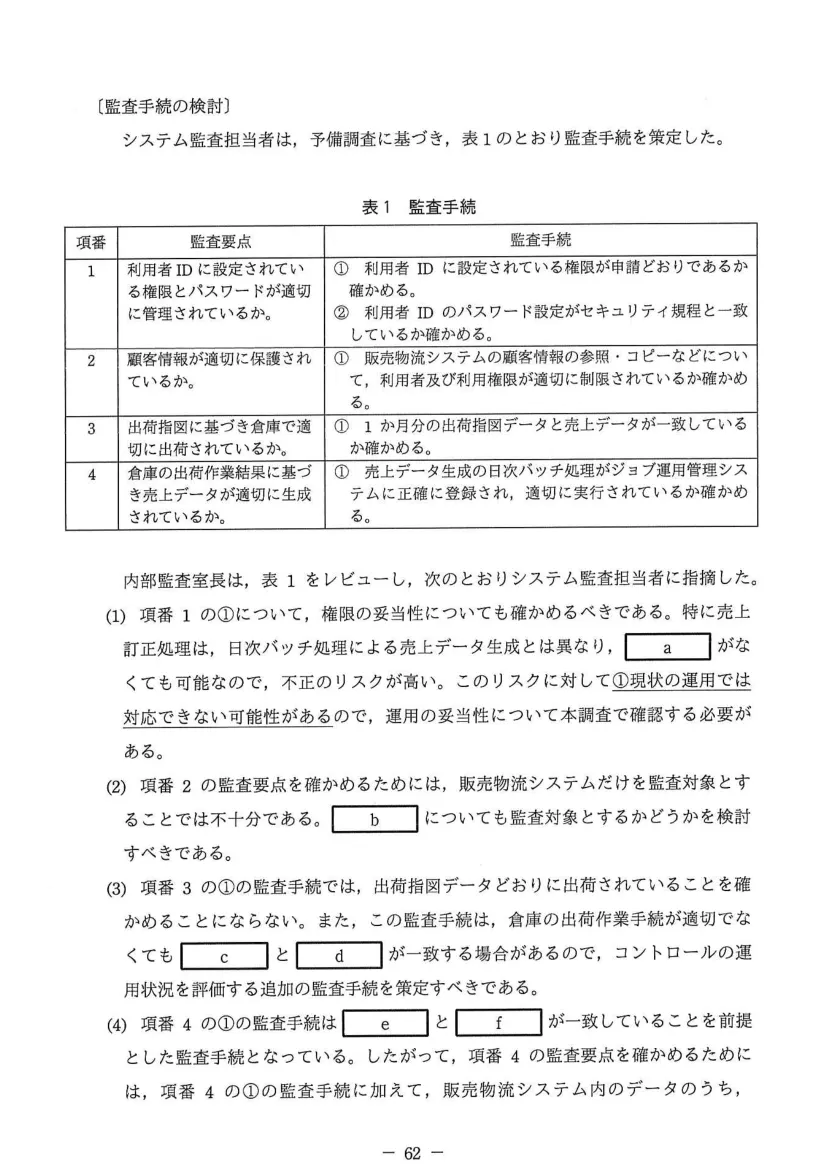 〔監査手続の検討〕
システム監査担当者は，予備調査に基づき，表1のとおり監査手続を策定した。
表1 監査手続
項番 監査要点 監査手続
1 利用者 ID に設定されてい
る権限とパスワードが適切
に管理されているか。
① 利用者 ID に設定されている権限が申請どおりであるか
確かめる。
② 利用者 ID のパスワード設定がセキュリティ規程と一致
しているか確かめる。
2 顧客情報が適切に保護され
ているか。
① 販売物流システムの顧客情報の参照・コピーなどについ
て，利用者及び利用権限が適切に制限されているか確かめ
る。
3 出荷指図に基づき倉庫で適
切に出荷されているか。
① 1 か月分の出荷指図データと売上データが一致している
か確かめる。
4 倉庫の出荷作業結果に基づ
き売上データが適切に生成
されているか。
① 売上データ生成の日次バッチ処理がジョブ運用管理シス
テムに正確に登録され，適切に実行されているか確かめ
る。
内部監査室長は，表 1 をレビューし，次のとおりシステム監査担当者に指摘した。
(1) 項番 1 の①について，権限の妥当性についても確かめるべきである。特に売上
訂正処理は，日次バッチ処理による売上データ生成とは異なり， a がな
くても可能なので，不正のリスクが高い。このリスクに対して①現状の運用では
対応できない可能性があるので，運用の妥当性について本調査で確認する必要が
ある。
(2) 項番 2 の監査要点を確かめるためには，販売物流システムだけを監査対象とす
ることでは不十分である。 b についても監査対象とするかどうかを検討
すべきである。
(3) 項番 3 の①の監査手続では，出荷指図データどおりに出荷されていることを確
かめることにならない。また，この監査手続は，倉庫の出荷作業手続が適切でな
くても c と d が一致する場合があるので，コントロールの運
用状況を評価する追加の監査手続を策定すべきである。
(4) 項番 4 の①の監査手続は e と f が一致していることを前提
とした監査手続となっている。したがって，項番 4 の監査要点を確かめるために
は，項番 4 の①の監査手続に加えて，販売物流システム内のデータのうち，
－ 62 －